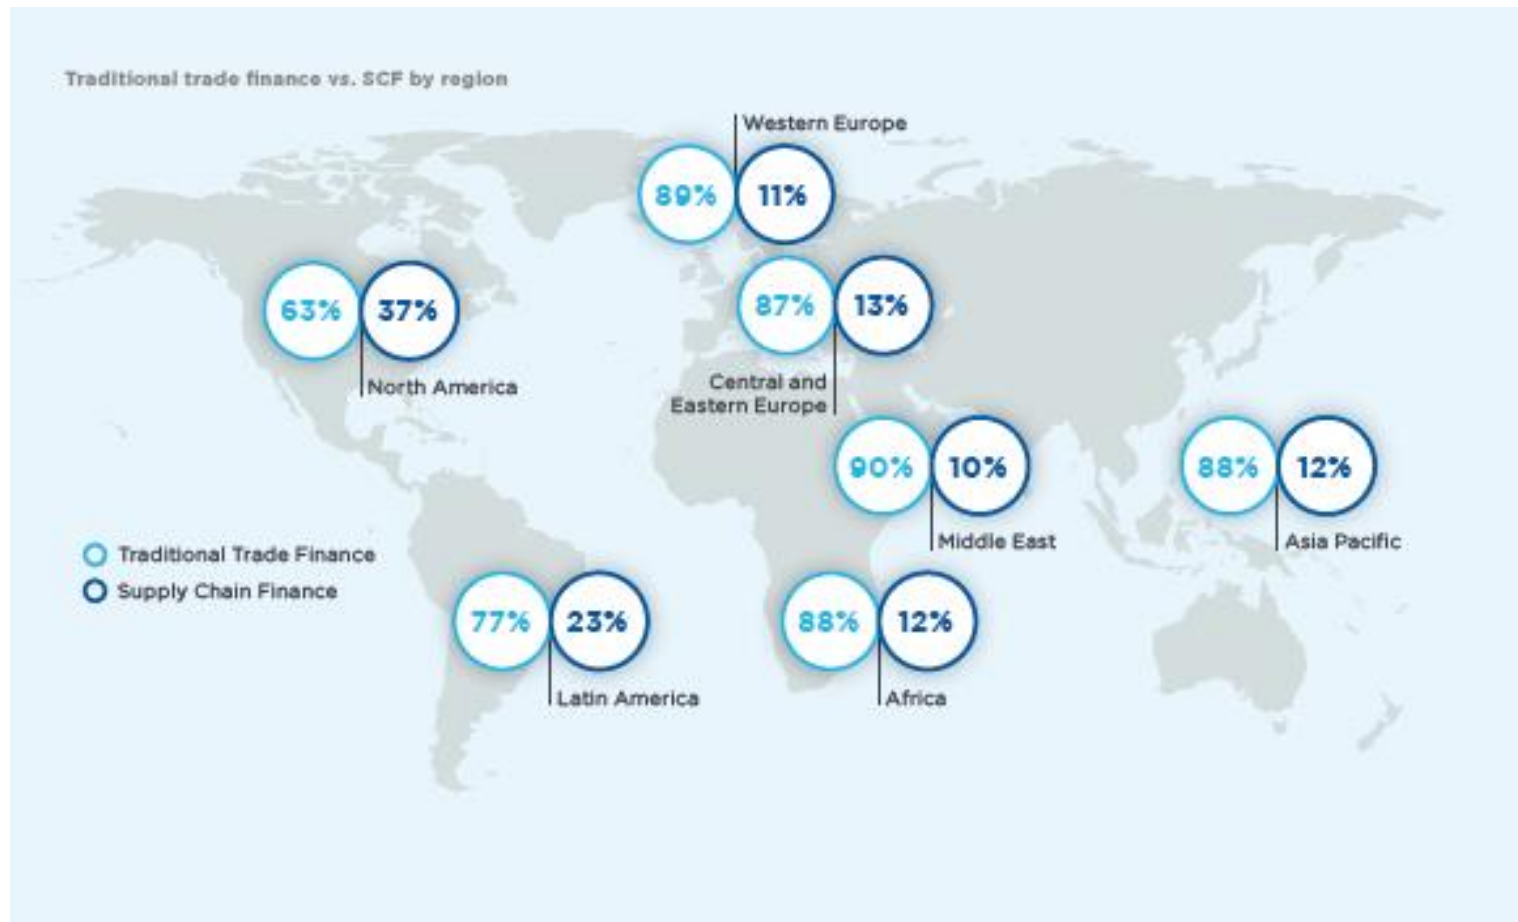 Traditional trade finance vs. SCF by region
Western Europe
89%
11%
87%
13%
Central and
Eastern Europe
63%
37%
North America
90%
10%
Middle East
88%
12%
Asia Pacific
Traditional Trade Finance
Supply Chain Finance
77%
23%
Latin America
88%
12%
Africa